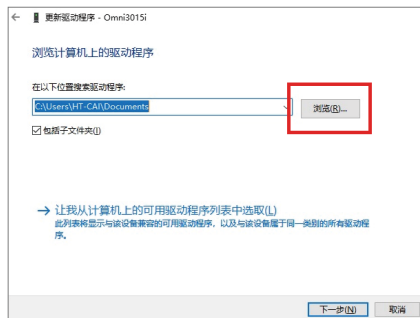 更新驱动程序 - Omni3015i
浏览计算机上的驱动程序
在以下位置搜索驱动程序:
C:\Users\HT-CAI\Documents
浏览(R)...
包括子文件夹(I)
让我从计算机上的可用驱动程序列表中选取(L)
此列表将显示与该设备兼容的可用驱动程序，以及与该设备属于同一类别的所有驱动程
序。
下一步(N) 取消